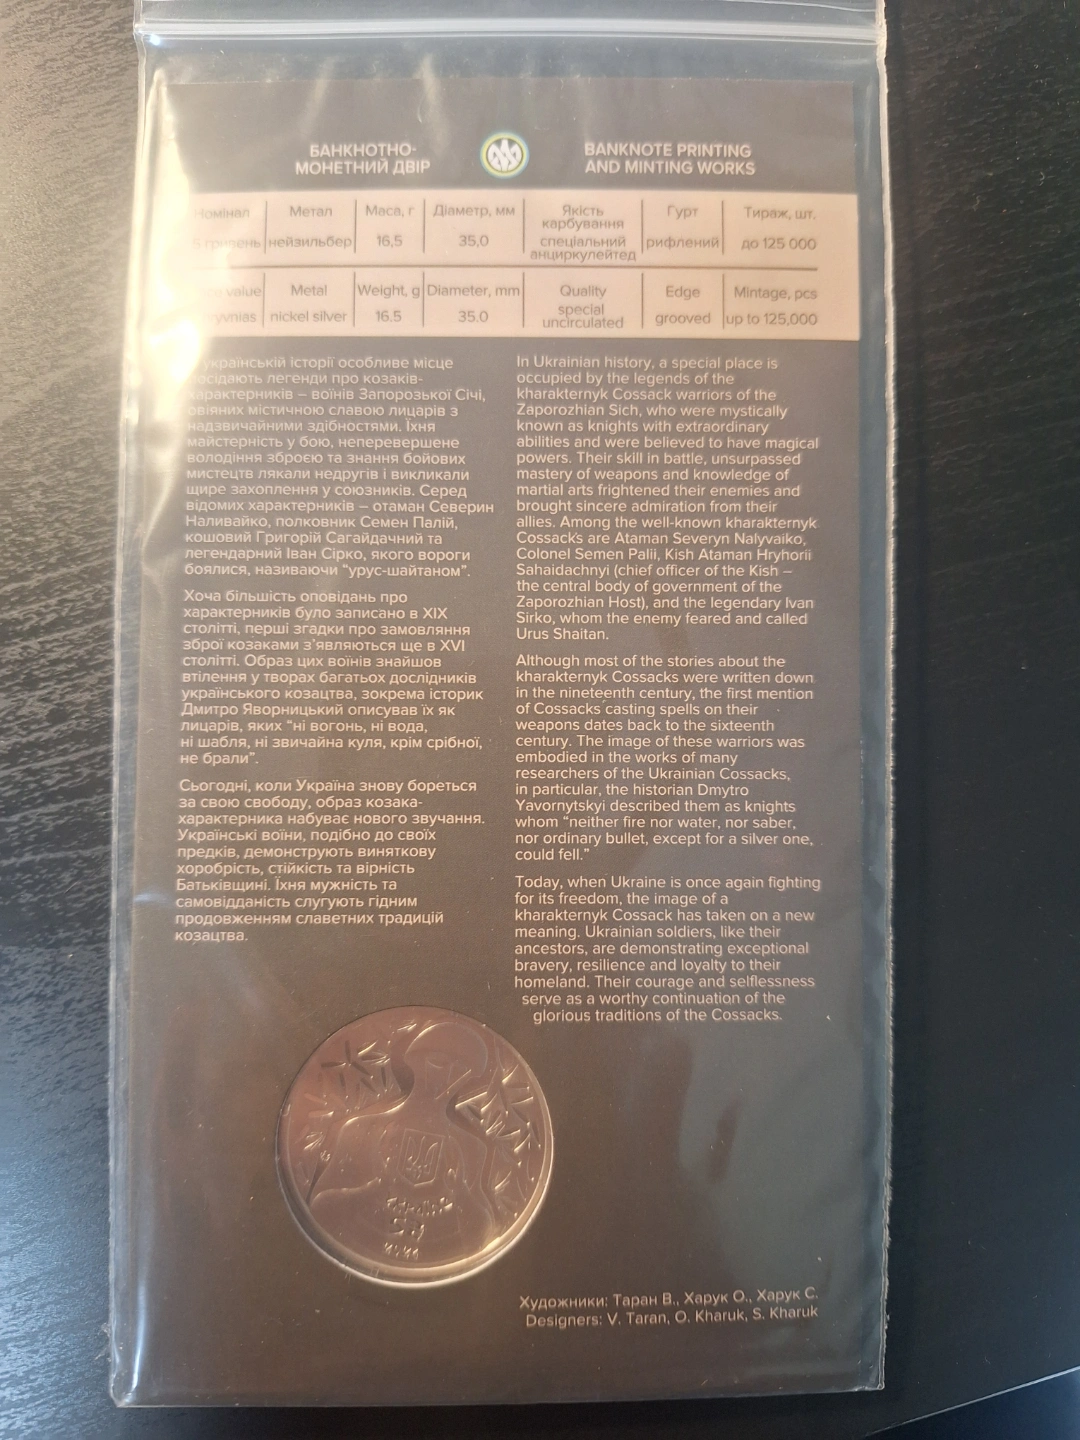 БАНКНОТНО-
МОНЕТНИЙ ДВІР
BANKNOTE PRINTING
AND MINTING WORKS
Номінал Метал Маса, г Діаметр, мм Якість карбування Гурт Тираж, шт.
5 гривень нейзильбер 16,5 35,0 спеціальний анциркулейтед рифлений до 125 000
value Metal Weight, g Diameter, mm Quality Edge Mintage, pcs
nickel silver 16.5 35.0 special uncirculated grooved up to 125,000
українській історії особливе місце
посідають легенди про козаків-
характерників – воїнів Запорозької Січі,
овіяних містичною славою лицарів з
надзвичайними здібностями. Їхня
майстерність у бою, неперевершене
володіння зброєю та знання бойових
мистецтв лякали недругів і викликали
щире захоплення у союзників. Серед
відомих характерників – отаман Северин
Наливайко, полковник Семен Палій,
кошовий Григорій Сагайдачний та
легендарний Іван Сірко, якого вороги
боялися, називаючи “урус-шайтаном”.
Хоча більшість оповідань про
характерників було записано в XIX
столітті, перші згадки про замовляння
зброї козаками з’являються ще в XVI
столітті. Образ цих воїнів знайшов
втілення у творах багатьох дослідників
українського козацтва, зокрема історик
Дмитро Яворницький описував їх як
лицарів, яких “ні вогонь, ні вода,
ні шабля, ні звичайна куля, крім срібної,
не брали”.
Сьогодні, коли Україна знову бореться
за свою свободу, образ козака-
характерника набуває нового звучання.
Українські воїни, подібно до своїх
предків, демонструють виняткову
хоробрість, стійкість та вірність
Батьківщині. Їхня мужність та
самовідданість слугують гідним
продовженням славетних традицій
козацтва.
In Ukrainian history, a special place is
occupied by the legends of the
kharakternyk Cossack warriors of the
Zaporozhian Sich, who were mystically
known as knights with extraordinary
abilities and were believed to have magical
powers. Their skill in battle, unsurpassed
mastery of weapons and knowledge of
martial arts frightened their enemies and
brought sincere admiration from their
allies. Among the well-known kharakternyk
Cossacks are Ataman Severyn Nalyvaiko,
Colonel Semen Palii, Kish Ataman Hryhorii
Sahaidachnyi (chief officer of the Kish –
the central body of government of the
Zaporozhian Host), and the legendary Ivan
Sirko, whom the enemy feared and called
Urus Shaitan.
Although most of the stories about the
kharakternyk Cossacks were written down
in the nineteenth century, the first mention
of Cossacks casting spells on their
weapons dates back to the sixteenth
century. The image of these warriors was
embodied in the works of many
researchers of the Ukrainian Cossacks,
in particular, the historian Dmytro
Yavornytskyi described them as knights
whom “neither fire nor water, nor saber,
nor ordinary bullet, except for a silver one,
could fell.”
Today, when Ukraine is once again fighting
for its freedom, the image of a
kharakternyk Cossack has taken on a new
meaning. Ukrainian soldiers, like their
ancestors, are demonstrating exceptional
bravery, resilience and loyalty to their
homeland. Their courage and selflessness
serve as a worthy continuation of the
glorious traditions of the Cossacks.
Художники: Таран В., Харук О., Харук С.
Designers: V. Taran, O. Kharuk, S. Kharuk